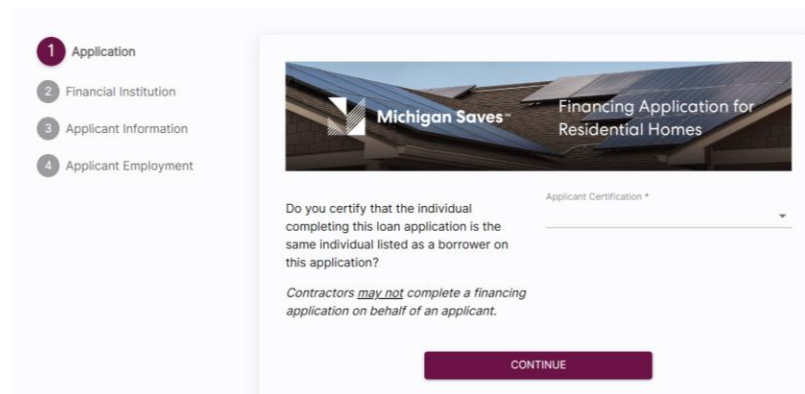 1 Application
2 Financial Institution
3 Applicant Information
4 Applicant Employment
Michigan Saves™
Financing Application for
Residential Homes
Do you certify that the individual
completing this loan application is the
same individual listed as a borrower on
this application?
Contractors may not complete a financing
application on behalf of an applicant.
Applicant Certification *
CONTINUE